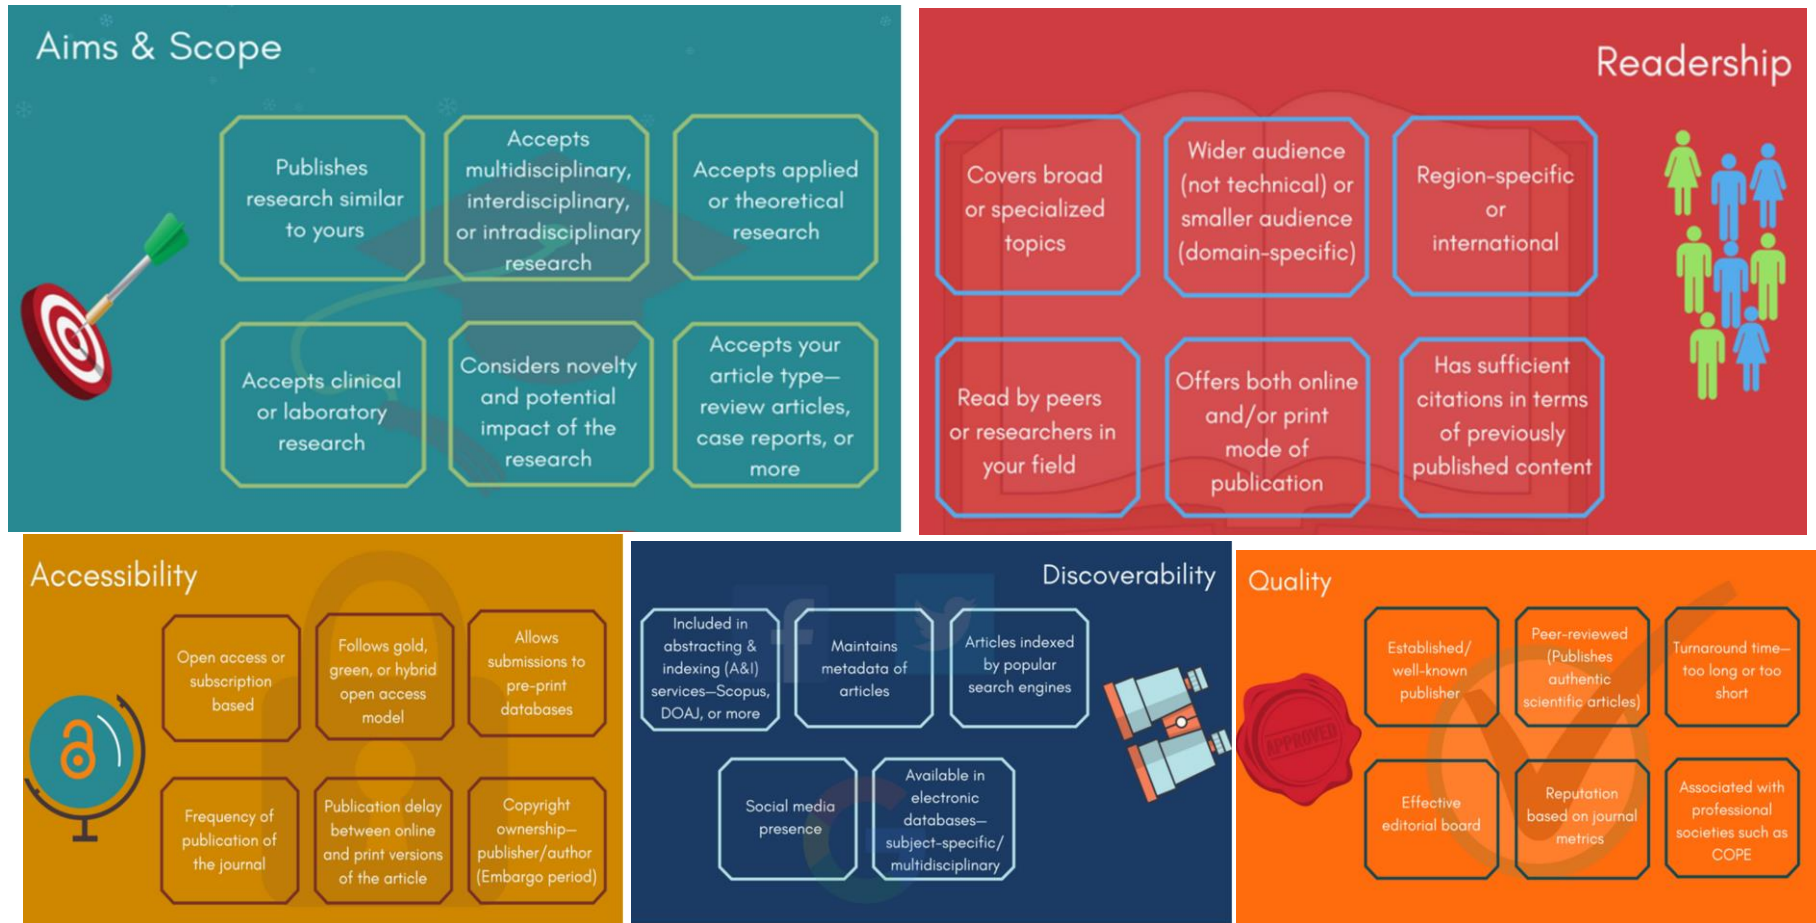 Aims & Scope
Publishes
research similar
to yours
Accepts
multidisciplinary,
interdisciplinary,
or intradisciplinary
research
Accepts applied
or theoretical
research
Accepts clinical
or laboratory
research
Considers novelty
and potential
impact of the
research
Accepts your
article type—
review articles,
case reports, or
more
Readership
Covers broad
or specialized
topics
Wider audience
(not technical) or
smaller audience
(domain-specific)
Region-specific
or
international
Read by peers
or researchers in
your field
Offers both online
and/or print
mode of
publication
Has sufficient
citations in terms
of previously
published content
Accessibility
Open access or
subscription
based
Follows gold,
green, or hybrid
open access
model
Allows
submissions to
pre-print
databases
Frequency of
publication of
the journal
Publication delay
between online
and print versions
of the article
Copyright
ownership—
publisher/author
(Embargo period)
Discoverability
Included in
abstracting &
indexing (A&I)
services—Scopus,
DOAJ, or more
Maintains
metadata of
articles
Articles indexed
by popular
search engines
Social media
presence
Available in
electronic
databases—
subject-specific/
multidisciplinary
Quality
Established/
well-known
publisher
Peer-reviewed
(Publishes
authentic
scientific articles)
Turnaround time—
too long or too
short
APPROVED
Effective
editorial board
Reputation
based on journal
metrics
Associated with
professional
societies such as
COPE